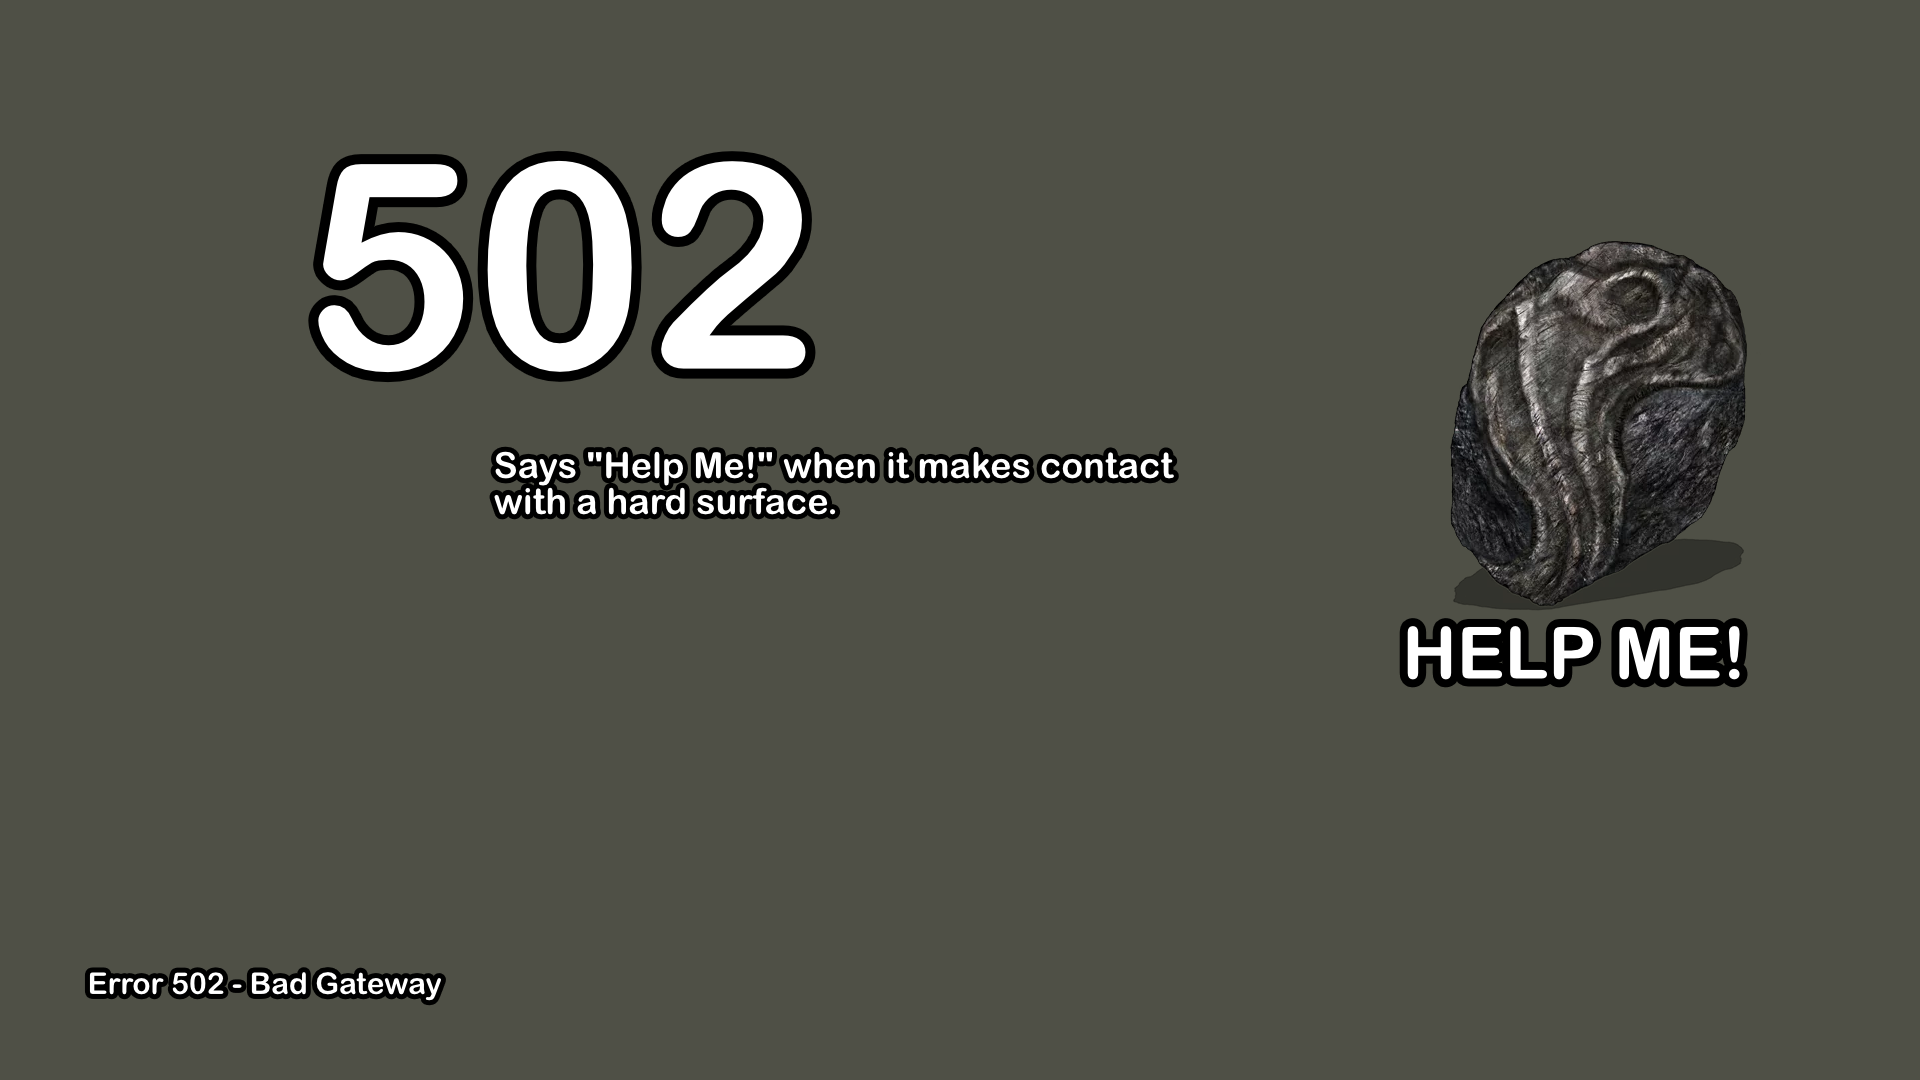 502
Says "Help Me!" when it makes contact
with a hard surface.
HELP ME!
Error 502 - Bad Gateway